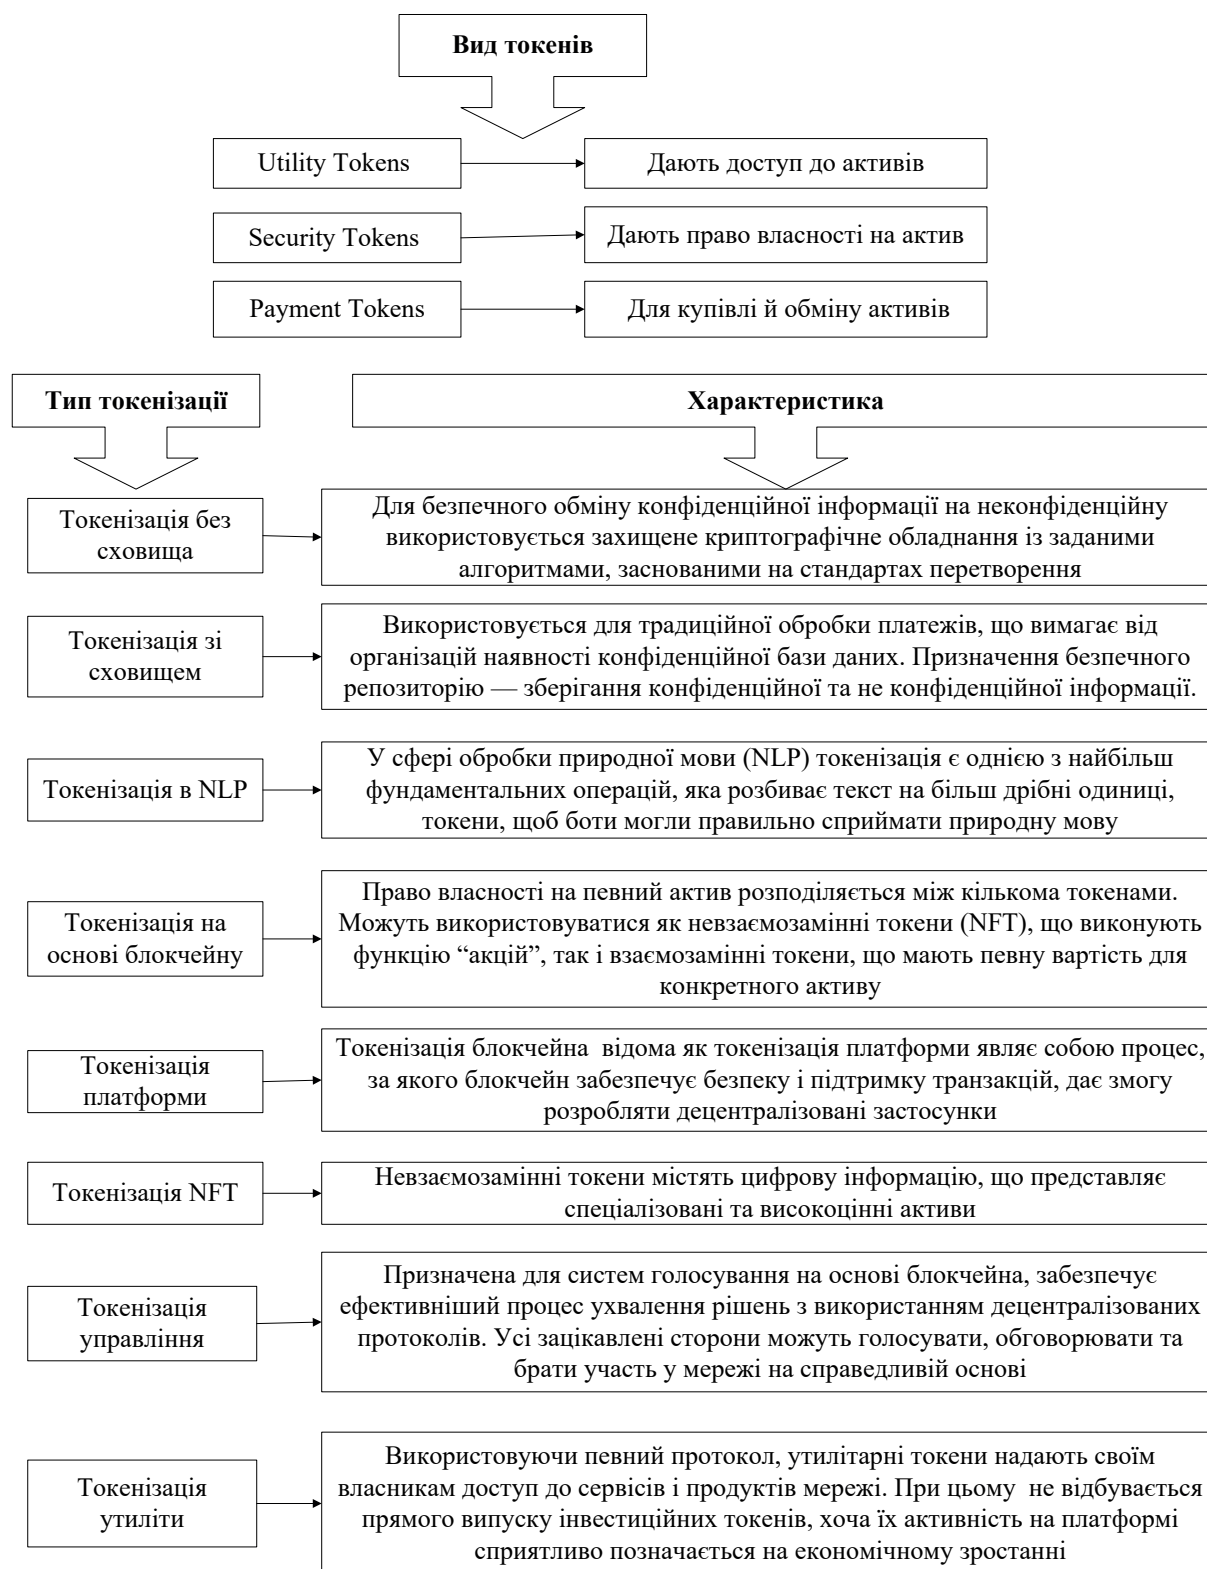 Вид токенів
Utility Tokens
Дають доступ до активів
Security Tokens
Дають право власності на актив
Payment Tokens
Для купівлі й обміну активів
Тип токенізації
Характеристика
Токенізація без
сховища
Для безпечного обміну конфіденційної інформації на неконфіденційну
використовується захищене криптографічне обладнання із заданими
алгоритмами, заснованими на стандартах перетворення
Токенізація зі
сховищем
Використовується для традиційної обробки платежів, що вимагає від
організацій наявності конфіденційної бази даних. Призначення безпечного
репозиторію — зберігання конфіденційної та не конфіденційної інформації.
Токенізація в NLP
У сфері обробки природної мови (NLP) токенізація є однією з найбільш
фундаментальних операцій, яка розбиває текст на більш дрібні одиниці,
токени, щоб боти могли правильно сприймати природну мову
Токенізація на
основі блокчейну
Право власності на певний актив розподіляється між кількома токенами.
Можуть використовуватися як невзаємозамінні токени (NFT), що виконують
функцію “акцій”, так і взаємозамінні токени, що мають певну вартість для
конкретного активу
Токенізація
платформи
Токенізація блокчейна  відома як токенізація платформи являє собою процес,
за якого блокчейн забезпечує безпеку і підтримку транзакцій, дає змогу
розробляти децентралізовані застосунки
Токенізація NFT
Невзаємозамінні токени містять цифрову інформацію, що представляє
спеціалізовані та високоцінні активи
Токенізація
управління
Призначена для систем голосування на основі блокчейна, забезпечує
ефективніший процес ухвалення рішень з використанням децентралізованих
протоколів. Усі зацікавлені сторони можуть голосувати, обговорювати та
брати участь у мережі на справедливій основі
Токенізація
утиліти
Використовуючи певний протокол, утилітарні токени надають своїм
власникам доступ до сервісів і продуктів мережі. При цьому  не відбувається
прямого випуску інвестиційних токенів, хоча їх активність на платформі
сприятливо позначається на економічному зростанні